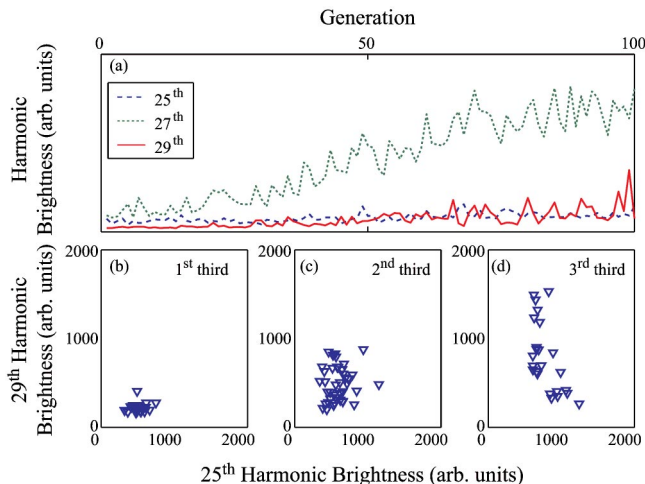 Generation
0 50 100
Harmonic
Brightness (arb. units)
(a)
25th
27th
29th
29th Harmonic
Brightness (arb. units)
2000
1000
0
(b) 1st third
0 1000 2000
2000
1000
0
(c) 2nd third
0 1000 2000
2000
1000
0
(d) 3rd third
0 1000 2000
25th Harmonic Brightness (arb. units)